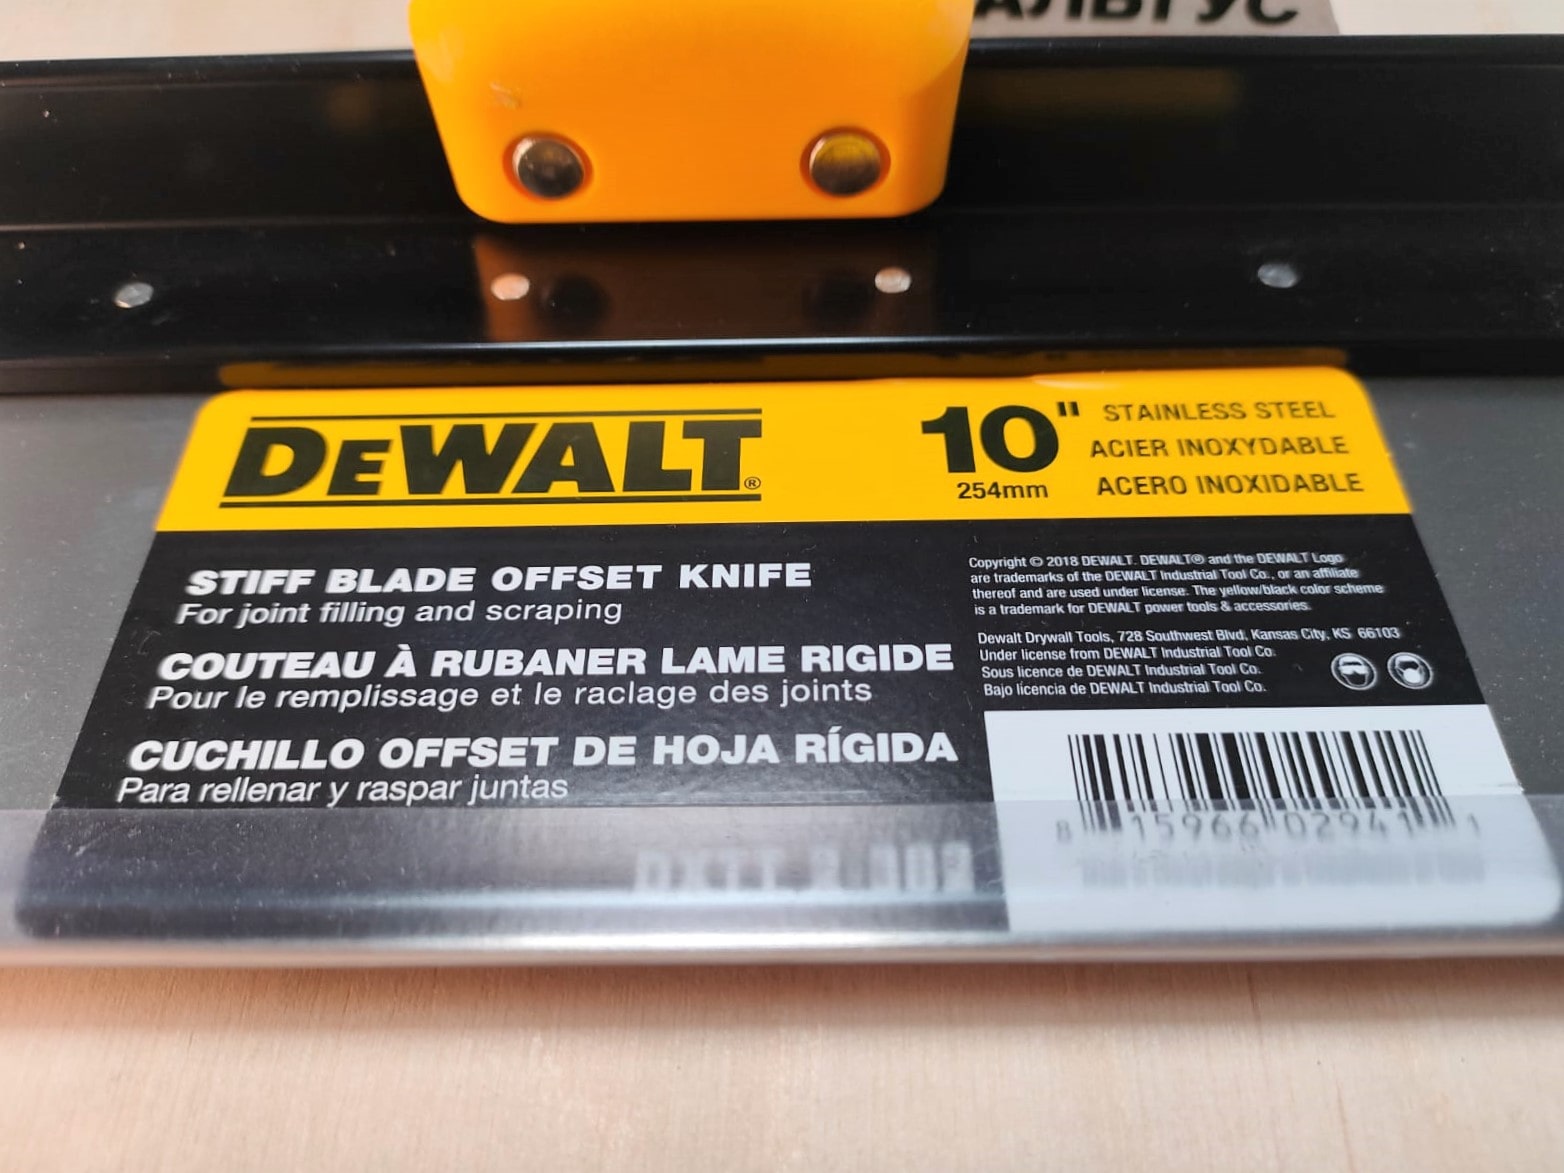 DEWALT®
10" STAINLESS STEEL
254mm ACIER INOXYDABLE
ACERO INOXIDABLE
STIFF BLADE OFFSET KNIFE
For joint filling and scraping
COUTEAU À RUBANER LAME RIGIDE
Pour le remplissage et le raclage des joints
CUCHILLO OFFSET DE HOJA RÍGIDA
Para rellenar y raspar juntas
Copyright © 2018 DEWALT. DEWALT® and the DEWALT Logo
are trademarks of the DEWALT Industrial Tool Co., or an affiliate
thereof and are used under license. The yellow/black color scheme
is a trademark for DEWALT power tools & accessories.
Dewalt Drywall Tools, 728 Southwest Blvd, Kansas City, KS 66103
Under license from DEWALT Industrial Tool Co.
Sous licence de DEWALT Industrial Tool Co.
Bajo licencia de DEWALT Industrial Tool Co.
8 15966 02941 1